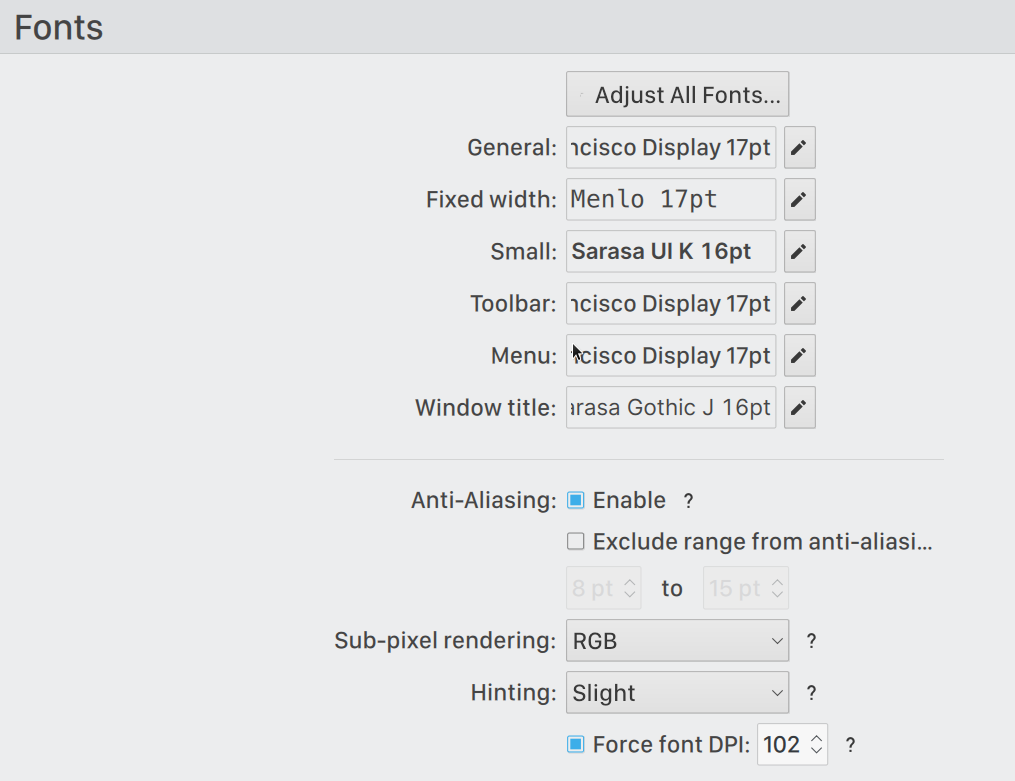 Fonts
Adjust All Fonts...
General: ncisco Display 17pt
Fixed width: Menlo 17pt
Small: Sarasa UI K 16pt
Toolbar: ncisco Display 17pt
Menu: cisco Display 17pt
Window title: arasa Gothic J 16pt
Anti-Aliasing: Enable ?
Exclude range from anti-aliasi...
8 pt to 15 pt
Sub-pixel rendering: RGB ?
Hinting: Slight ?
Force font DPI: 102 ?